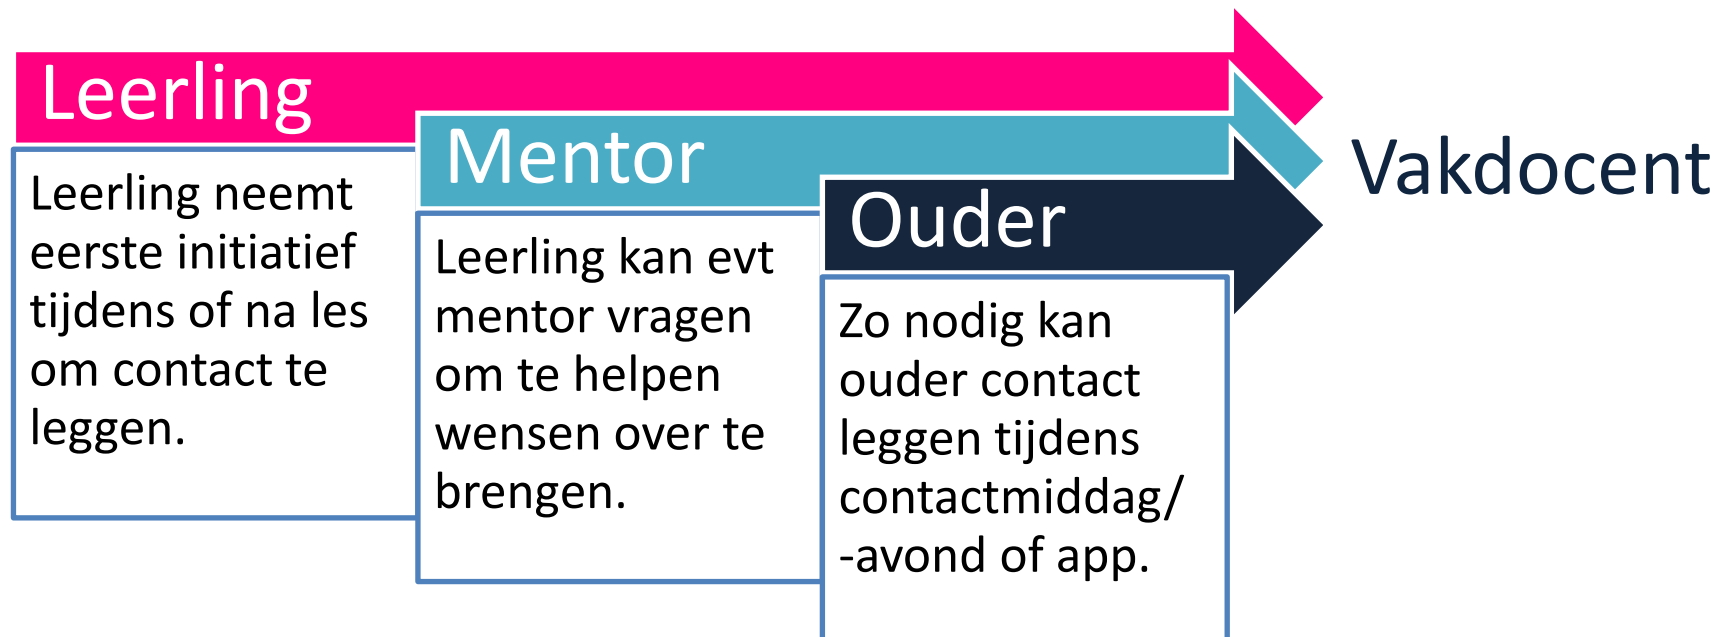 Leerling
Leerling neemt
eerste initiatief
tijdens of na les
om contact te
leggen.
Mentor
Leerling kan evt
mentor vragen
om te helpen
wensen over te
brengen.
Ouder
Zo nodig kan
ouder contact
leggen tijdens
contactmiddag/
-avond of app.
Vakdocent